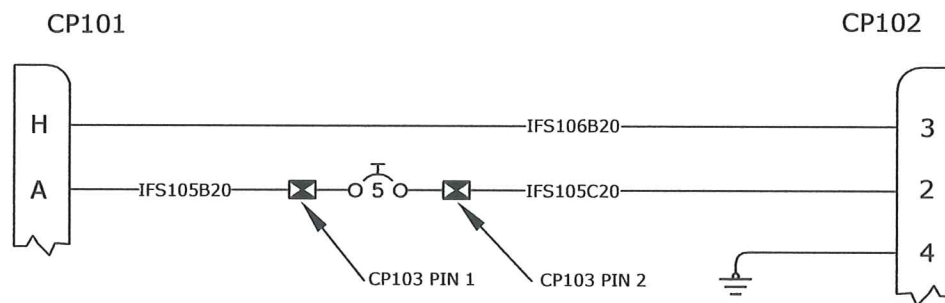 CP101
CP102
H
IFS106B20
3
A
IFS105B20
5
IFS105C20
2
4
CP103 PIN 1
CP103 PIN 2